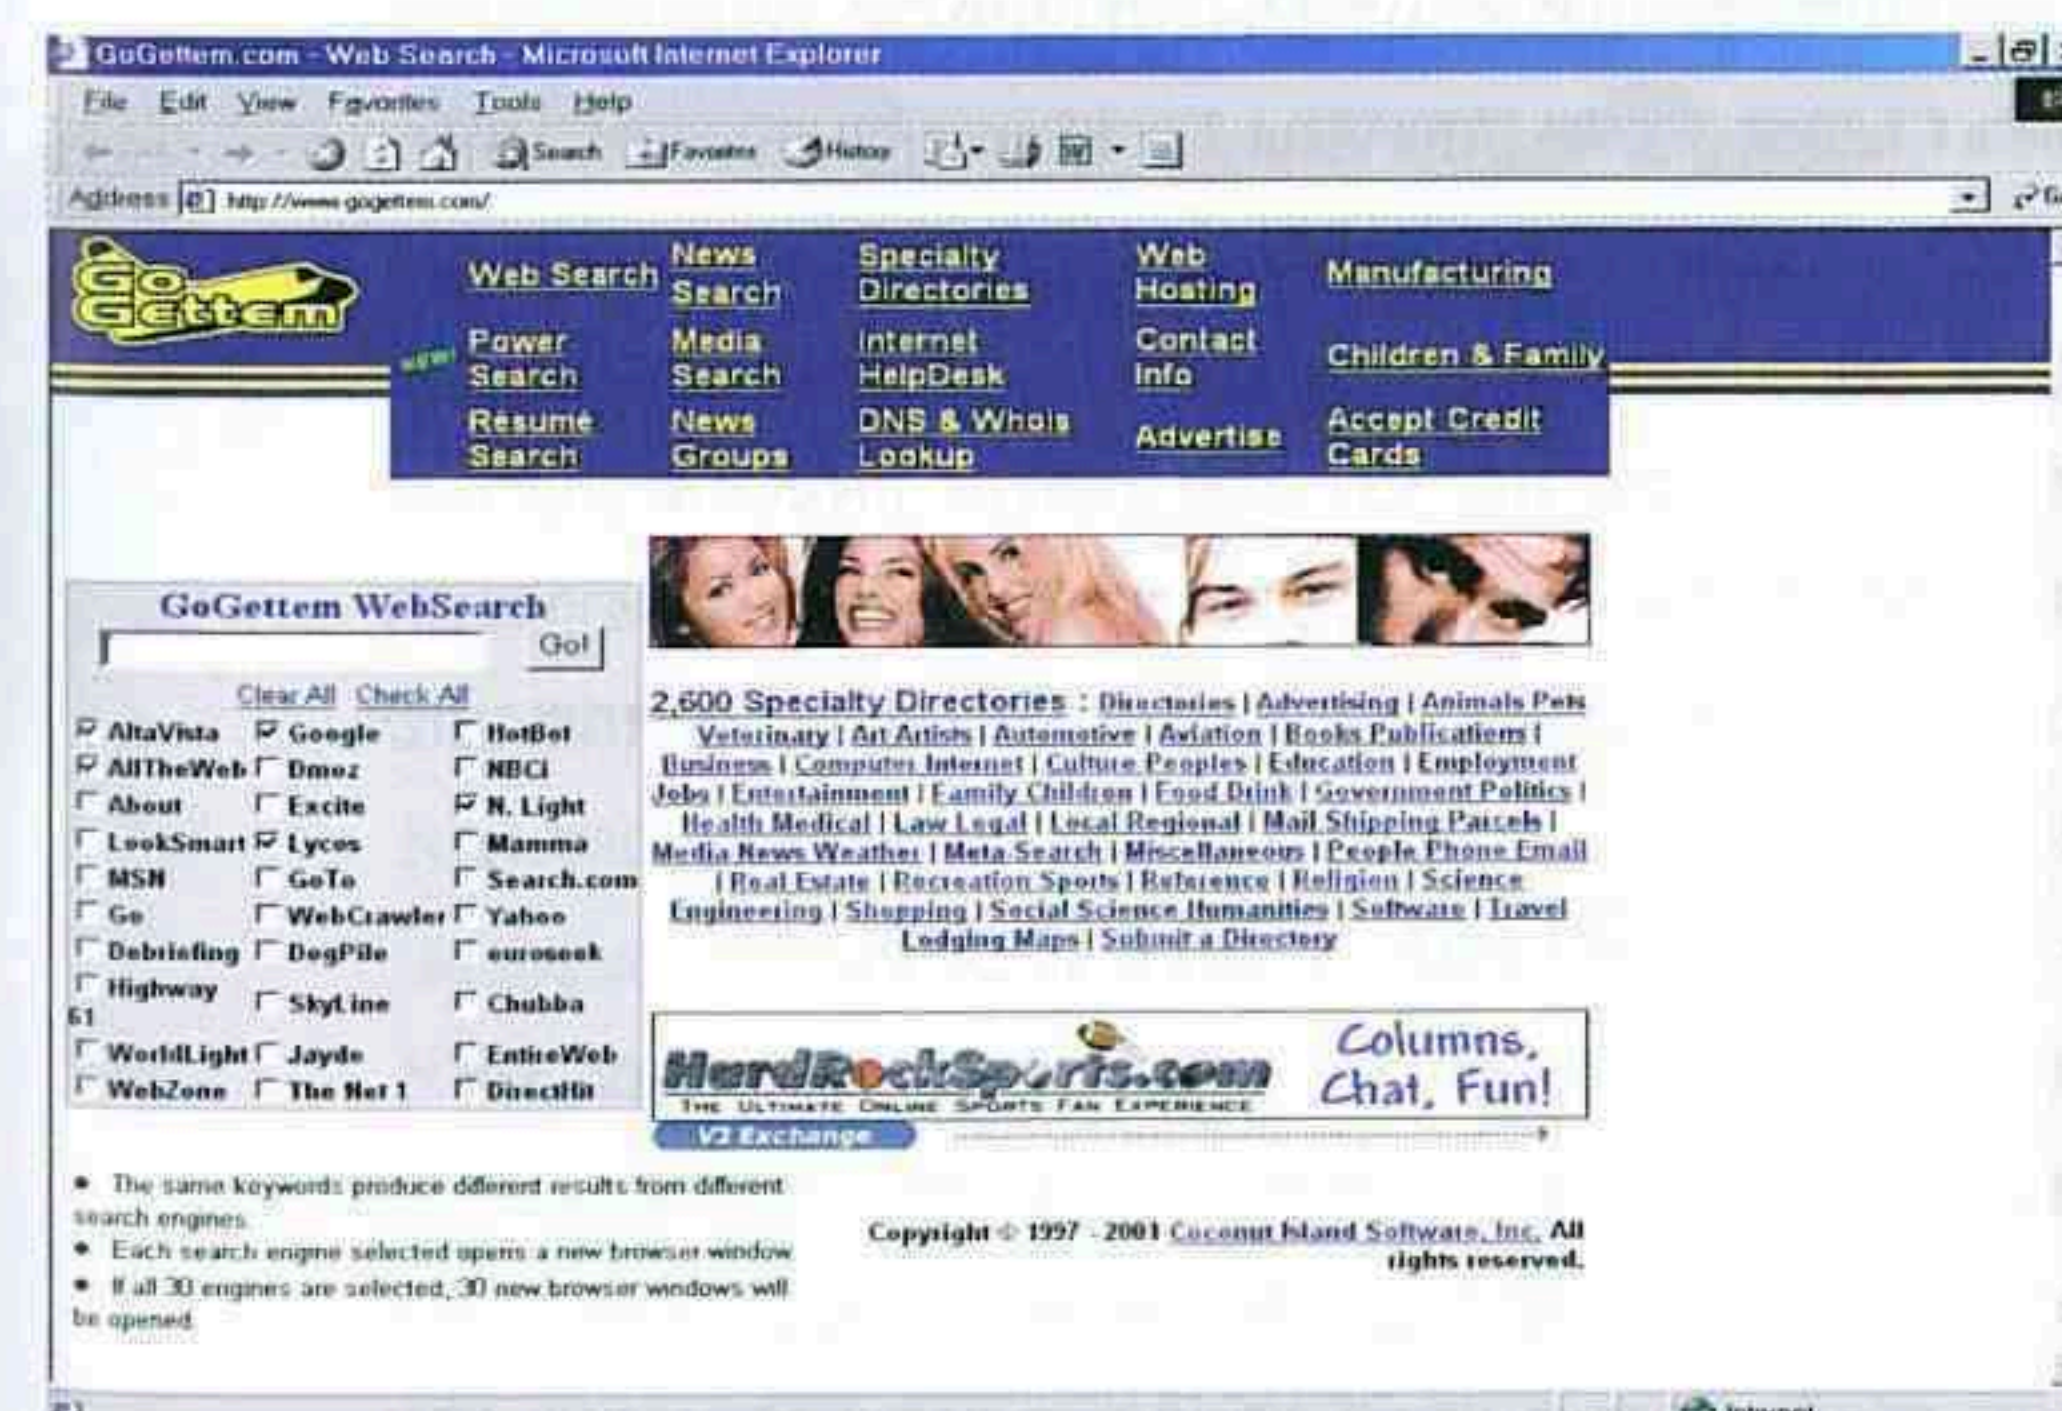 GoGettem.com - Web Search - Microsoft Internet Explorer
File Edit View Favorites Tools Help
Search Favorites History
Address http://www.gogettem.com/
Go Gettem
Web Search
News Search
Specialty Directories
Web Hosting
Manufacturing
NEW!
Power Search
Media Search
Internet HelpDesk
Contact Info
Children & Family
Resume Search
News Groups
DNS & Whois Lookup
Advertise
Accept Credit Cards
GoGettem WebSearch
Go!
Clear All Check All
AltaVista Google HotBot
AllTheWeb Dmoz NBCi
About Excite N. Light
LookSmart Lycos Mamma
MSN GoTo Search.com
Go WebCrawler Yahoo
Debriefing DogPile euroseek
Highway 61 SkyLine Chubba
WorldLight Jayde EntireWeb
WebZone The Net 1 DirectHit
2,600 Specialty Directories : Directories | Advertising | Animals Pets
Veterinary | Art Artists | Automotive | Aviation | Books Publications |
Business | Computer Internet | Culture Peoples | Education | Employment
Jobs | Entertainment | Family Children | Food Drink | Government Politics |
Health Medical | Law Legal | Local Regional | Mail Shipping Parcels |
Media News Weather | Meta Search | Miscellaneous | People Phone Email
| Real Estate | Recreation Sports | Reference | Religion | Science
Engineering | Shopping | Social Science Humanities | Software | Travel
Lodging Maps | Submit a Directory
HardRockSports.com
THE ULTIMATE ONLINE SPORTS FAN EXPERIENCE
Columns,
Chat, Fun!
V3 Exchange
• The same keywords produce different results from different
search engines.
• Each search engine selected opens a new browser window
• If all 30 engines are selected, 30 new browser windows will
be opened.
Copyright © 1997 - 2001 Coconut Island Software, Inc. All
rights reserved.
Internet